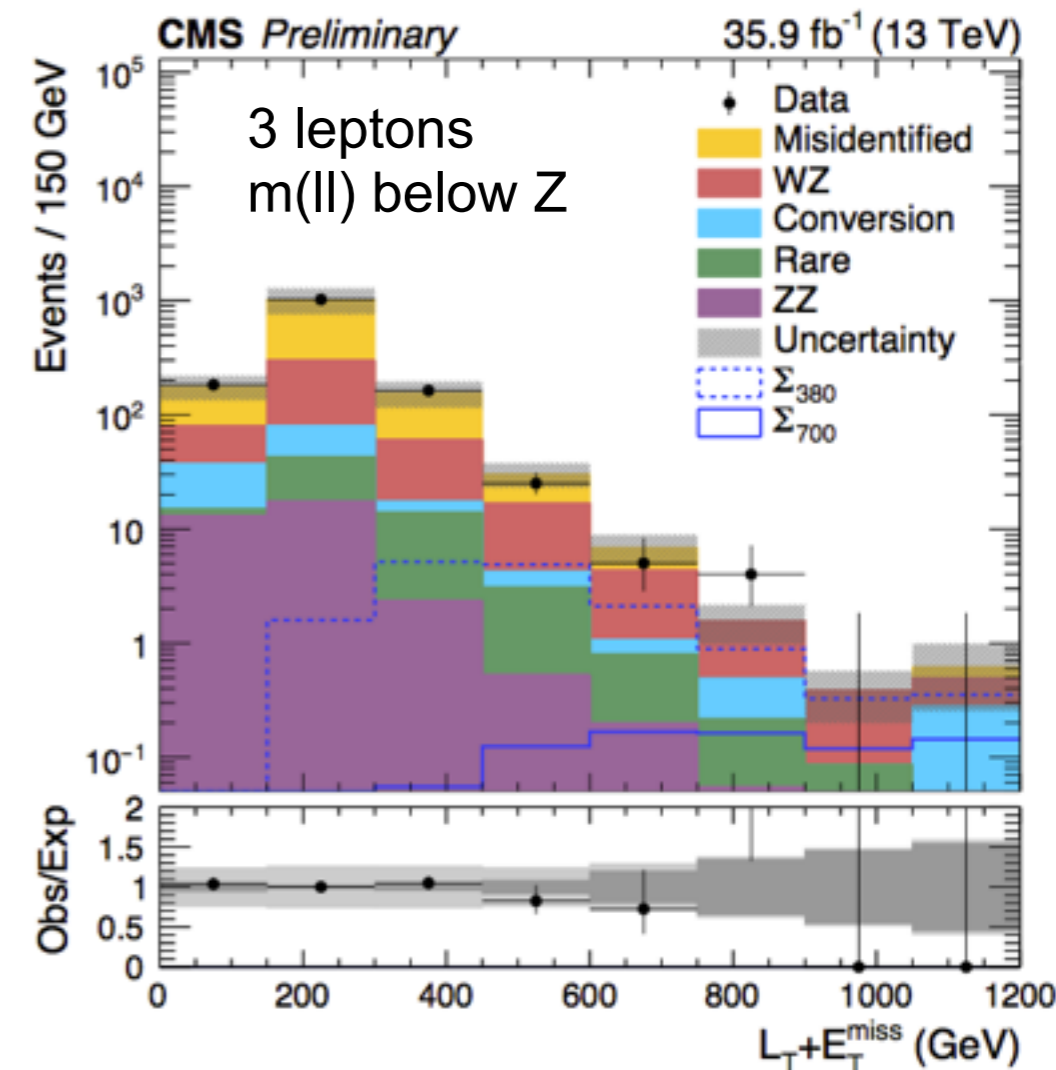 CMS Preliminary 35.9 fb⁻¹ (13 TeV)
Events / 150 GeV
10⁵
10⁴
10³
10²
10
1
10⁻¹
3 leptons
m(ll) below Z
Data
Misidentified
WZ
Conversion
Rare
ZZ
Uncertainty
Σ₃₈₀
Σ₇₀₀
Obs/Exp
2
1.5
1
0.5
0
0 200 400 600 800 1000 1200
L_T+E_T^miss (GeV)